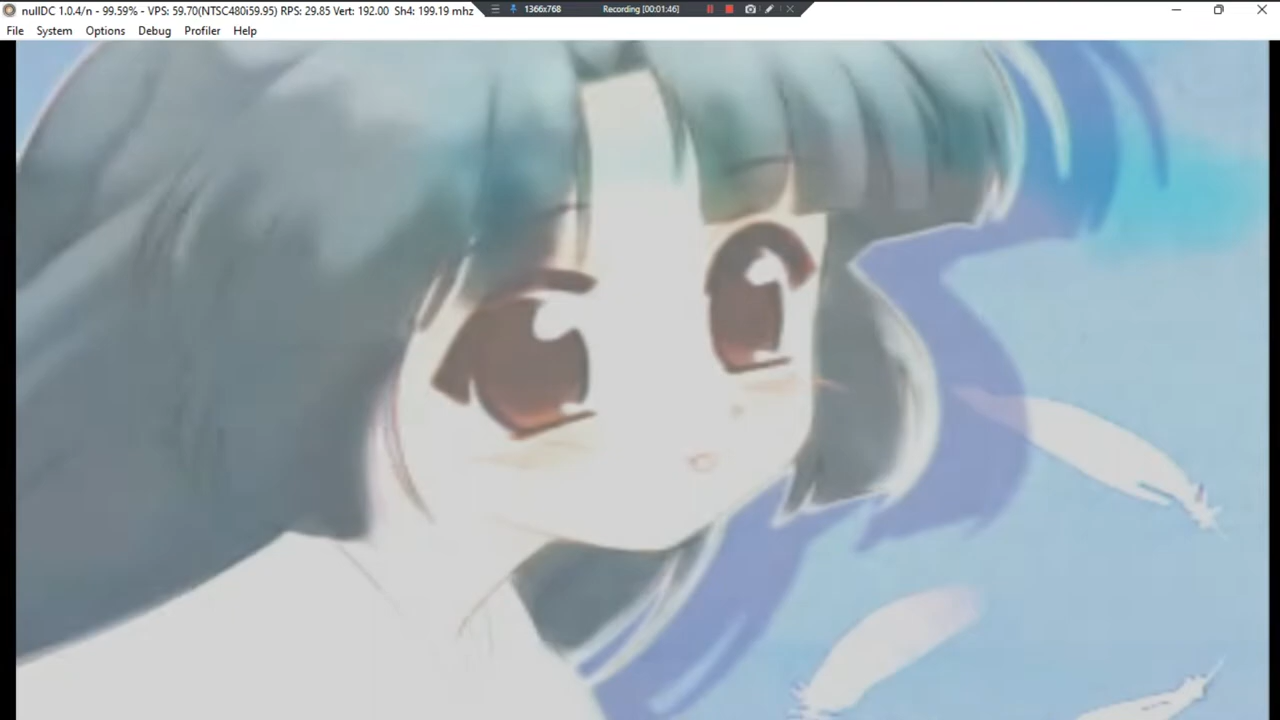 nullDC 1.0.4/n - 99.59% - VPS: 59.70(NTSC480i59.95) RPS: 29.85 Vert: 192.00 Sh4: 199.19 mhz
1366x768
Recording [00:01:46]
File System Options Debug Profiler Help